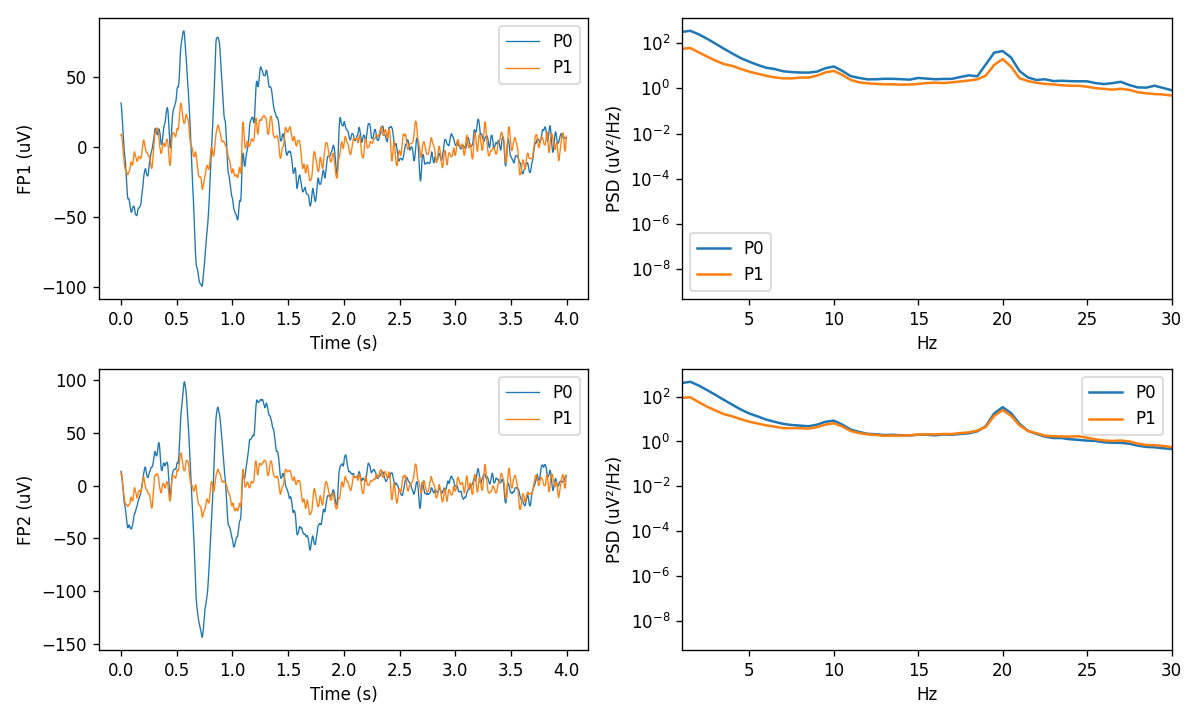 FP1 (uV)
50
0
−50
−100
P0
P1
0.0 0.5 1.0 1.5 2.0 2.5 3.0 3.5 4.0
Time (s)
PSD (uV²/Hz)
10² 
10⁰
10⁻²
10⁻⁴
10⁻⁶
10⁻⁸
P0
P1
5 10 15 20 25 30
Hz
FP2 (uV)
100
50
0
−50
−100
−150
P0
P1
0.0 0.5 1.0 1.5 2.0 2.5 3.0 3.5 4.0
Time (s)
PSD (uV²/Hz)
10²
10⁰
10⁻²
10⁻⁴
10⁻⁶
10⁻⁸
P0
P1
5 10 15 20 25 30
Hz